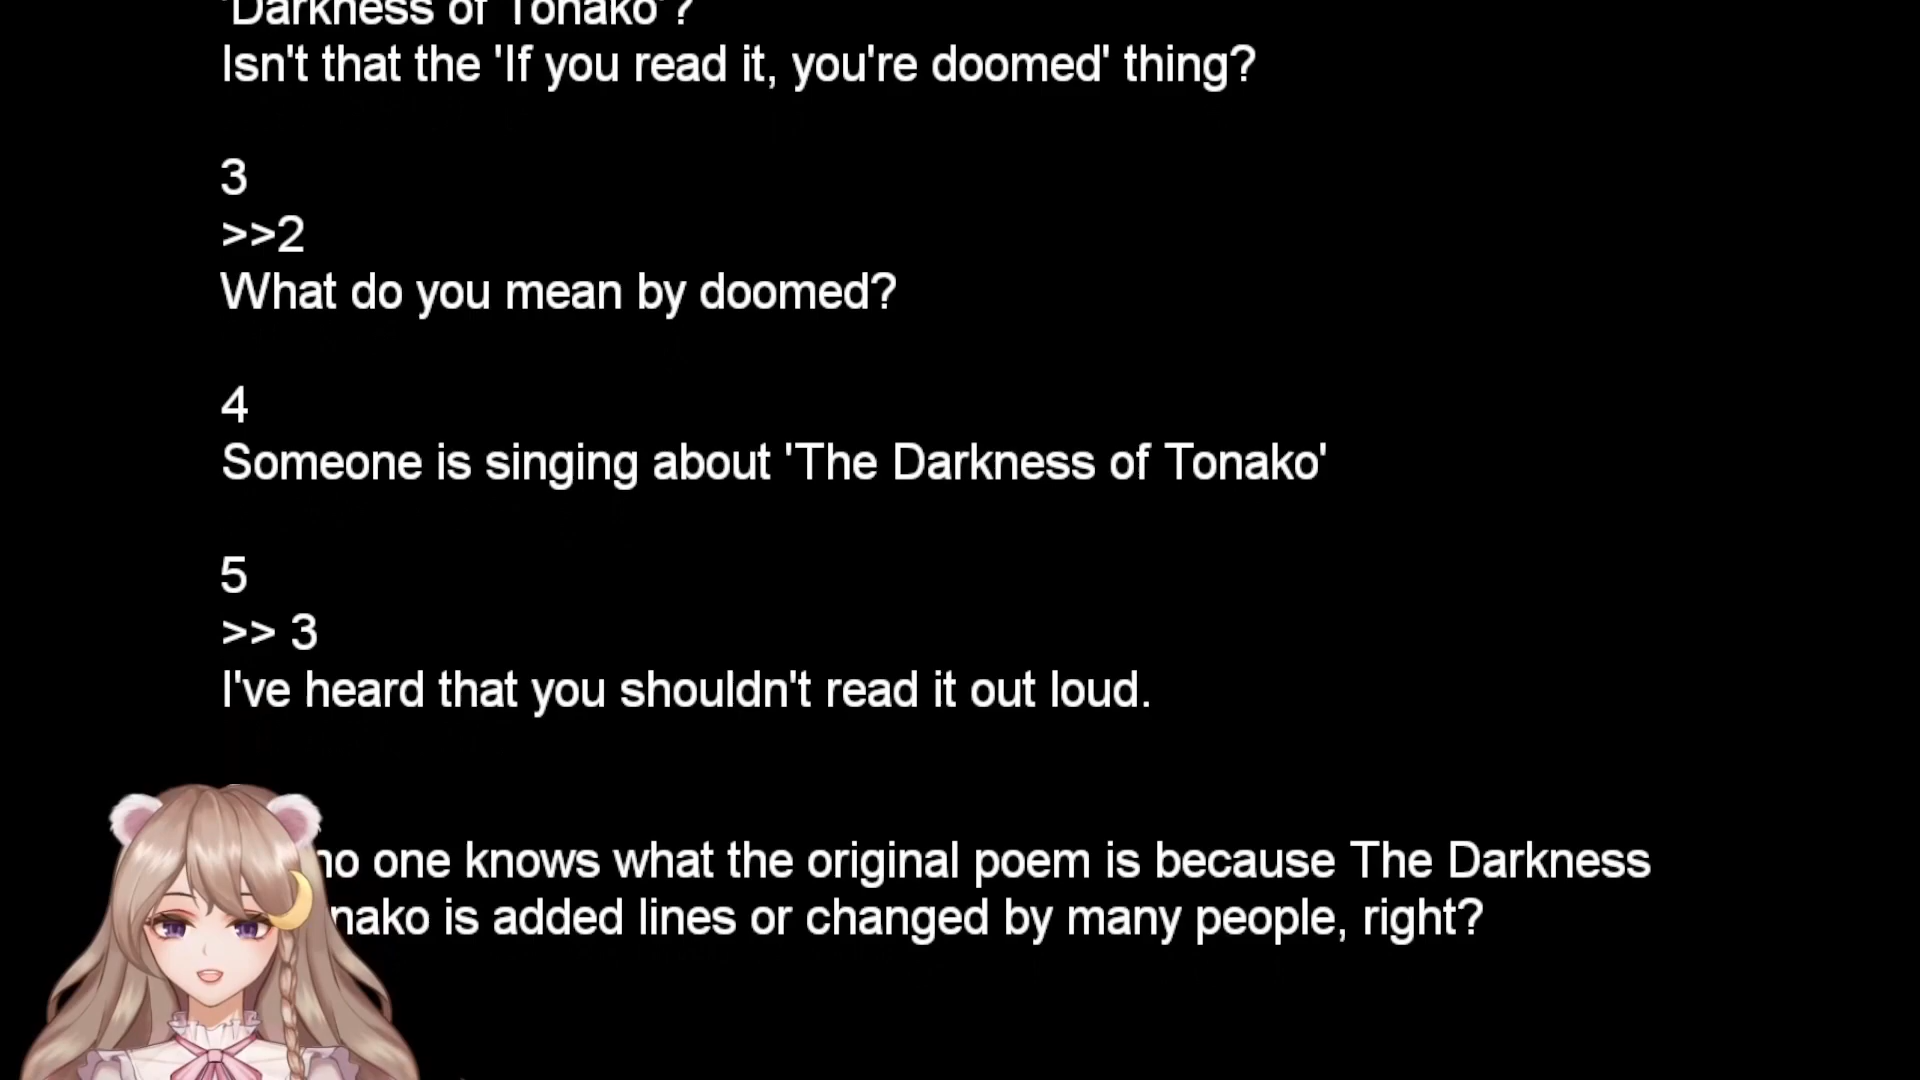 'Darkness of Tonako'?
Isn't that the 'If you read it, you're doomed' thing?
3
>>2
What do you mean by doomed?
4
Someone is singing about 'The Darkness of Tonako'
5
>> 3
I've heard that you shouldn't read it out loud.
no one knows what the original poem is because The Darkness
nako is added lines or changed by many people, right?